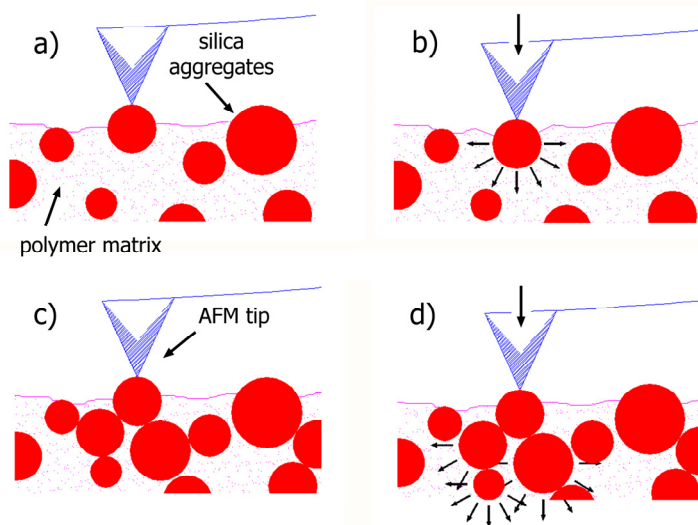 a)
silica
aggregates
b)
polymer matrix
c)
AFM tip
d)